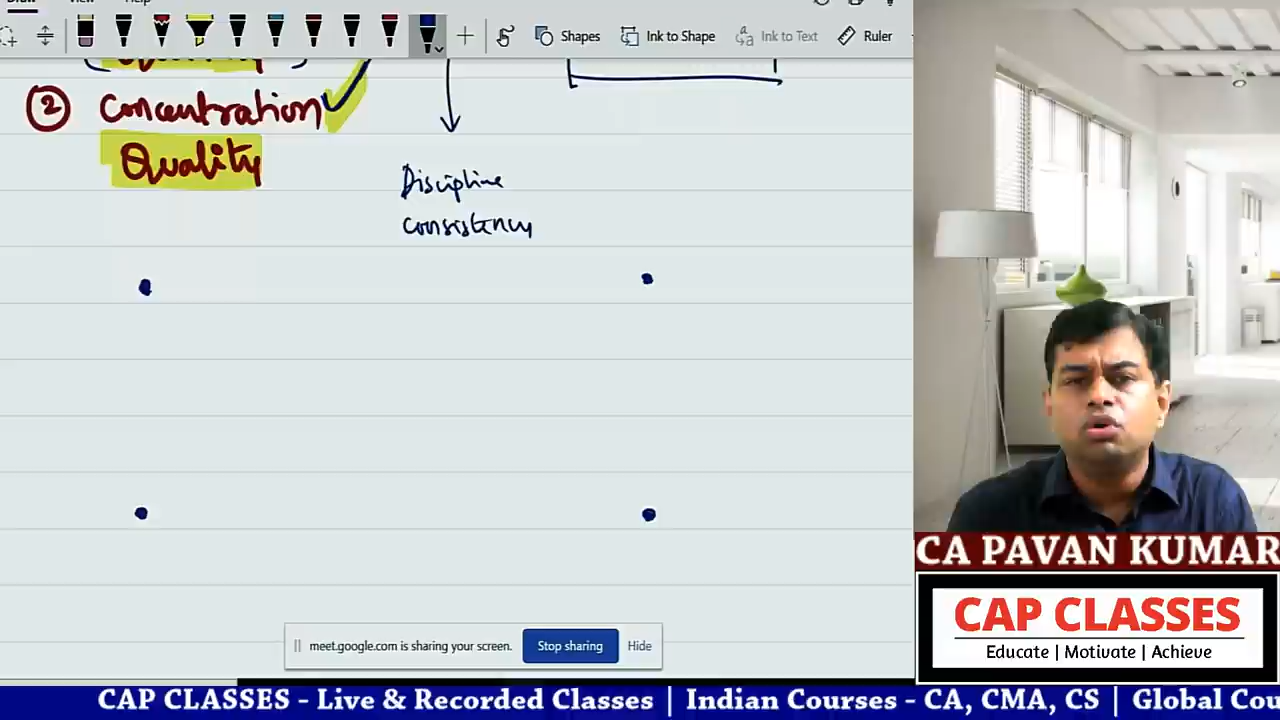 Shapes
Ink to Shape
Ink to Text
Ruler
② Concentration
Quality
Discipline
consistency
meet.google.com is sharing your screen.
Stop sharing
Hide
CA PAVAN KUMAR
CAP CLASSES
Educate | Motivate | Achieve
CAP CLASSES - Live & Recorded Classes | Indian Courses - CA, CMA, CS | Global Cou